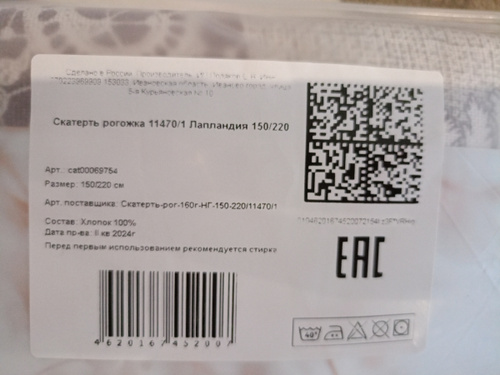 Сделано в России. Производитель:
Скатерть рогожка 11470/1 Лапландия 150/220
Арт.: cat00069754
Размер: 150/220 см
Арт. поставщика: Скатерть-рог-160г-НГ-150-220/11470/1
Состав: Хлопок 100%
Дата пр-ва: II кв 2024г
Перед первым использованием рекомендуется стирка
EAC
4620167452007
40°